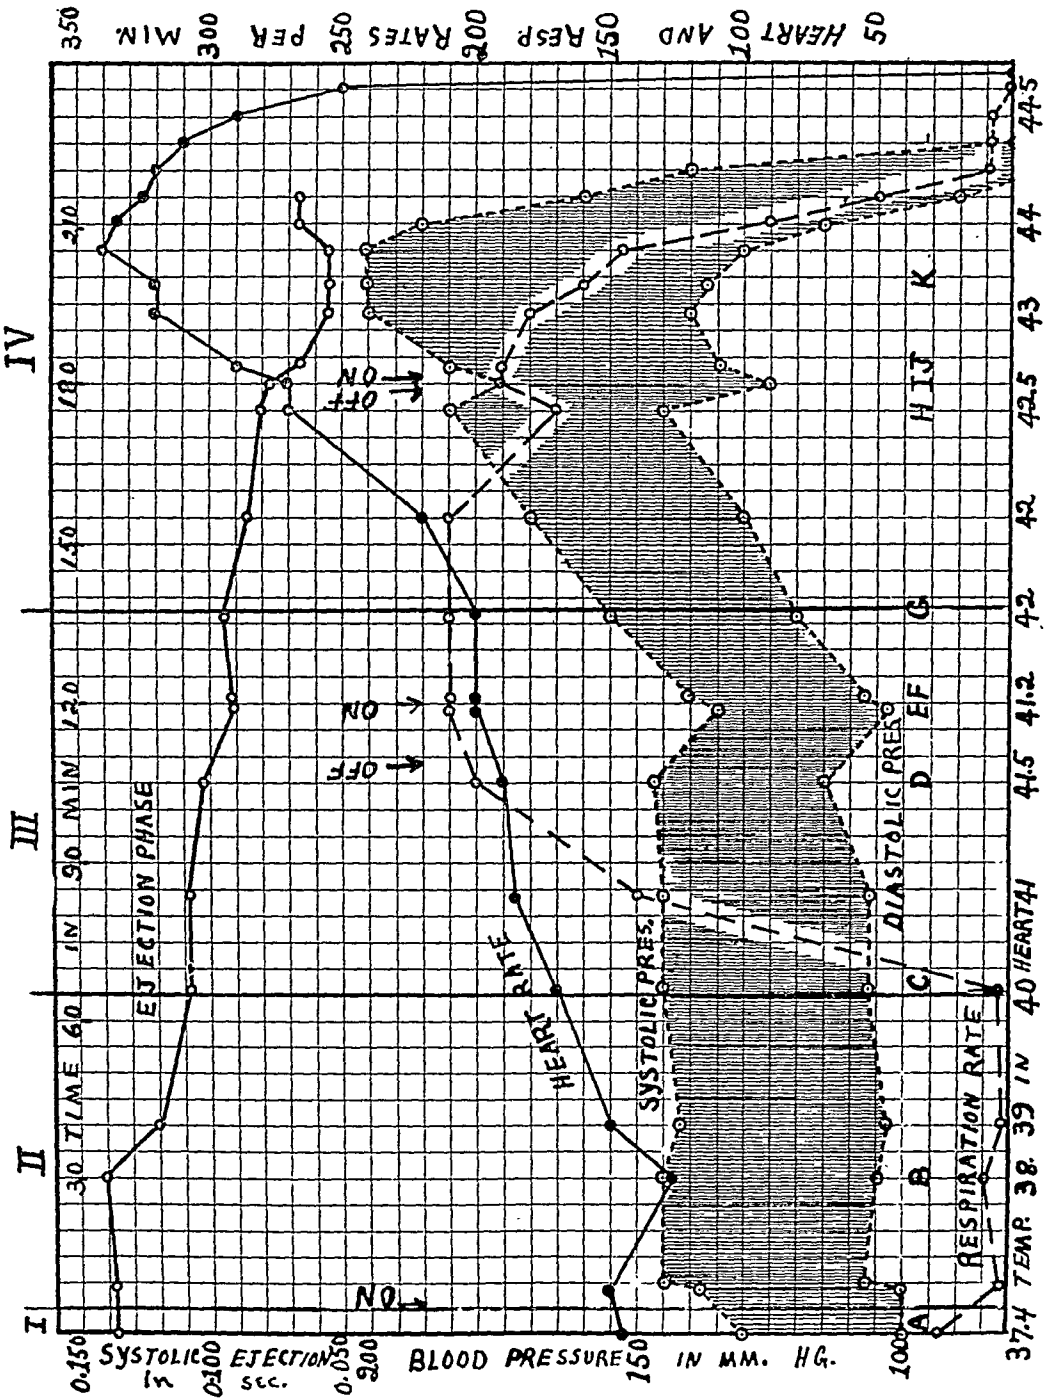 I II III IV
30 TIME 60 IN 90 MIN 120 150 180 210
0.150 0.100 0.050
SYSTOLIC EJECTION
in sec.
200 150 100
BLOOD PRESSURE IN MM. HG.
EJECTION PHASE
HEART RATE
SYSTOLIC PRES.
DIASTOLIC PRES.
RESPIRATION RATE
ON OFF ON OFF ON
A B C D E F G H I J K
37.4 TEMP. 38. 39 IN 40 HEART 41 41.5 41.2 42 42 42.5 43 44 44.5
350 300 250 200 150 100 50
HEART AND RESP. RATES PER MIN.